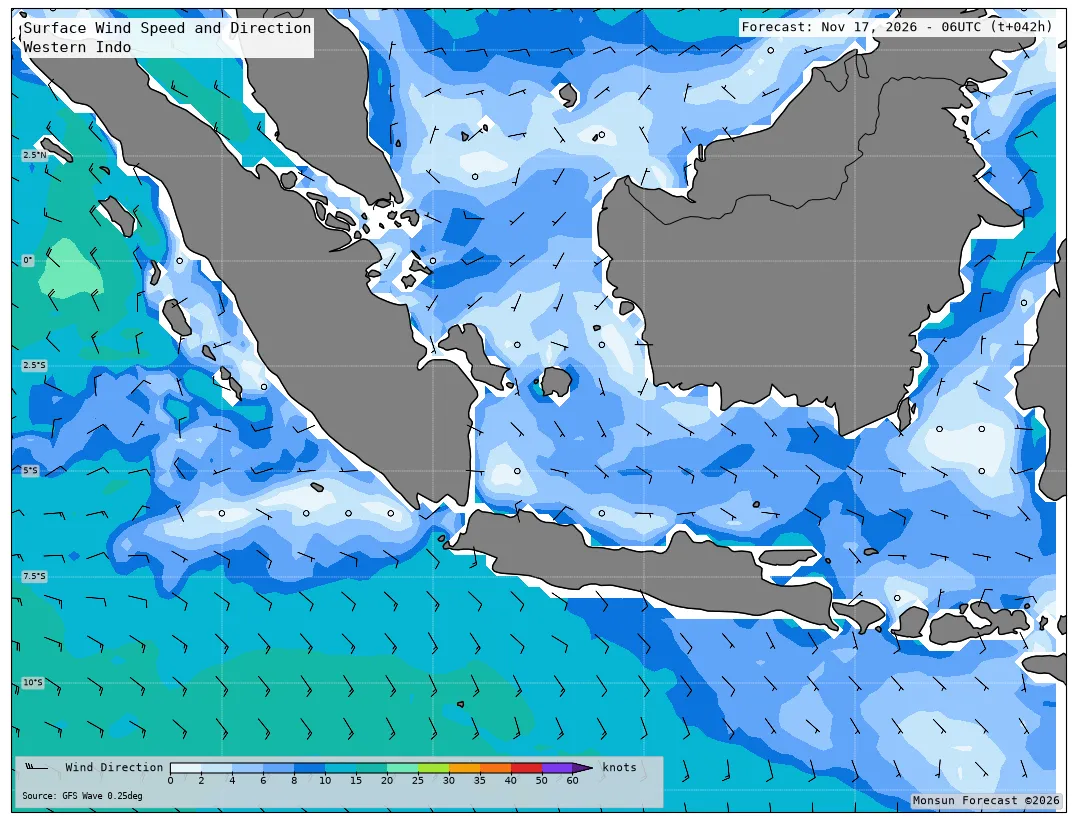 Surface Wind Speed and Direction
Western Indo
Forecast: Nov 17, 2026 - 06UTC (t+042h)
2.5°N
0°
2.5°S
5°S
7.5°S
10°S
Wind Direction
0 2 4 6 8 10 15 20 25 30 35 40 50 60
knots
Source: GFS Wave 0.25deg
Monsun Forecast ©2026